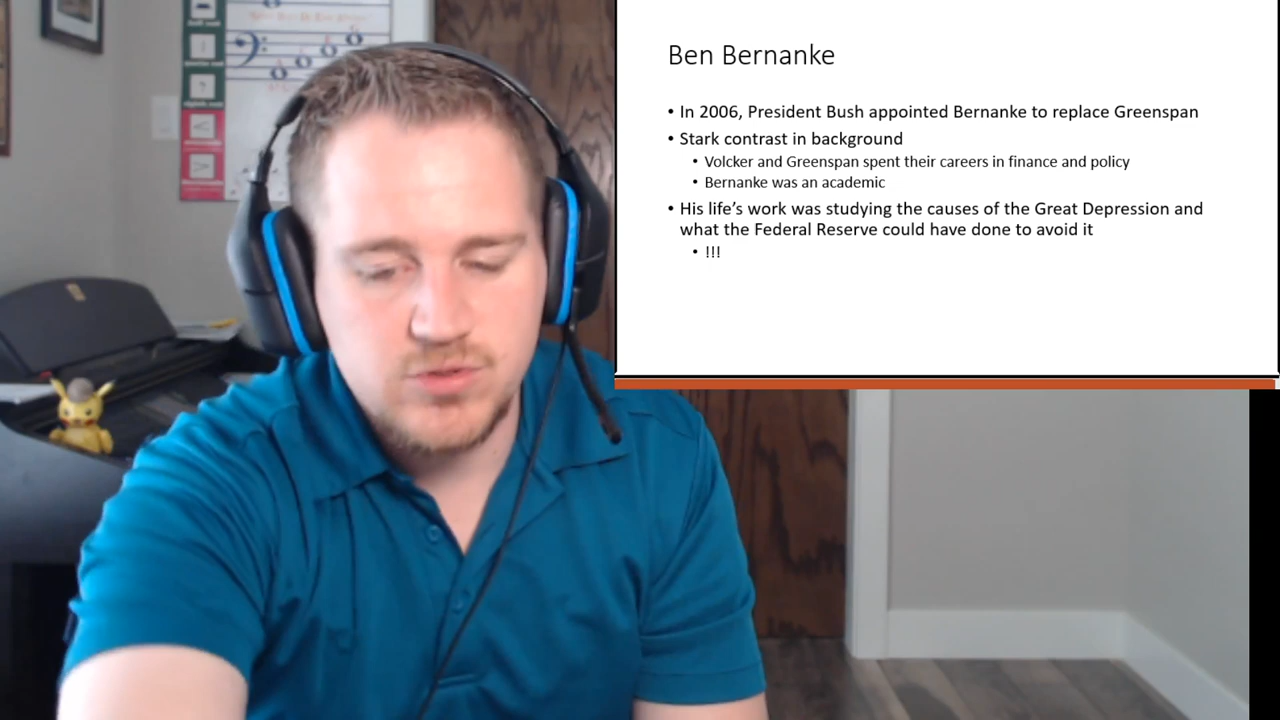 Ben Bernanke
• In 2006, President Bush appointed Bernanke to replace Greenspan
• Stark contrast in background
• Volcker and Greenspan spent their careers in finance and policy
• Bernanke was an academic
• His life's work was studying the causes of the Great Depression and
what the Federal Reserve could have done to avoid it
• !!!